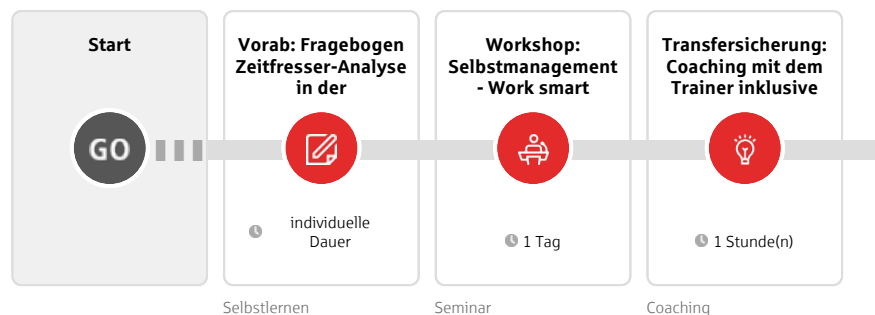 Start
GO
Vorab: Fragebogen
Zeitfresser-Analyse
in der
individuelle
Dauer
Selbstlernen
Workshop:
Selbstmanagement
- Work smart
1 Tag
Seminar
Transfersicherung:
Coaching mit dem
Trainer inklusive
1 Stunde(n)
Coaching